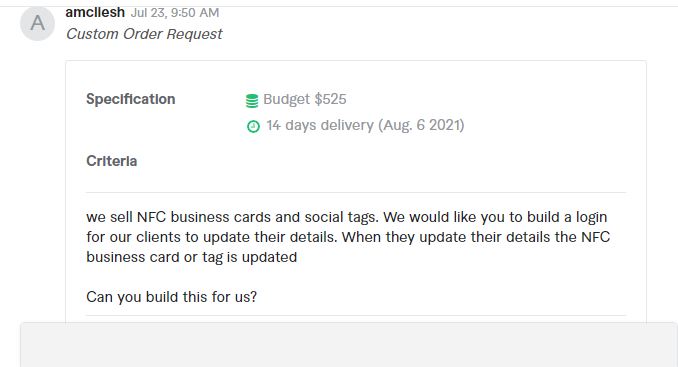 A
amcllesh Jul 23, 9:50 AM
Custom Order Request
Specification
Budget $525
14 days delivery (Aug. 6 2021)
Criteria
we sell NFC business cards and social tags. We would like you to build a login
for our clients to update their details. When they update their details the NFC
business card or tag is updated
Can you build this for us?